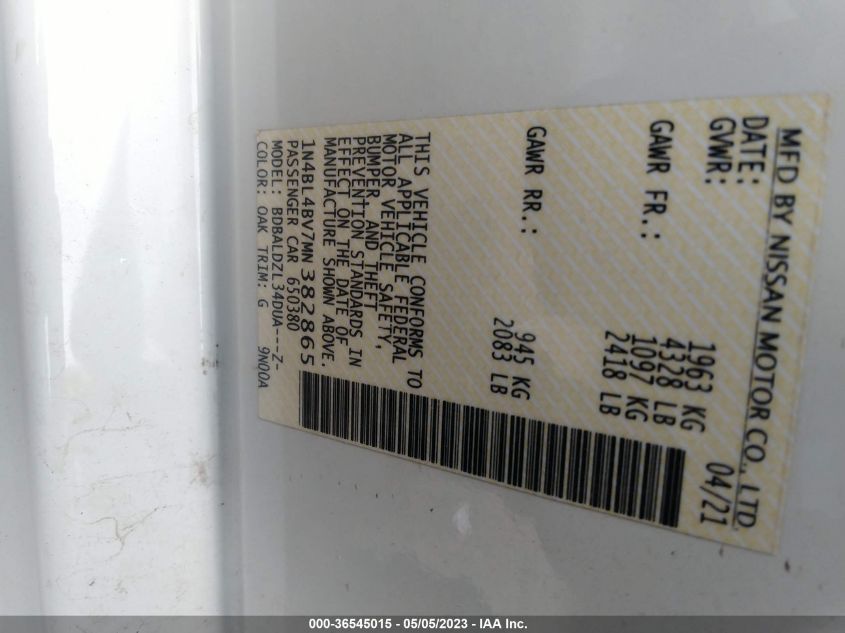 MFD BY NISSAN MOTOR CO., LTD.
DATE: 04/21
GVWR: 1963 KG
4328 LB
GAWR FR.: 1097 KG
2418 LB
GAWR RR.: 945 KG
2083 LB
THIS VEHICLE CONFORMS TO
ALL APPLICABLE FEDERAL
MOTOR VEHICLE SAFETY,
BUMPER, AND THEFT
PREVENTION STANDARDS IN
EFFECT ON THE DATE OF
MANUFACTURE SHOWN ABOVE.
1N4BL4BV7MN382865
PASSENGER CAR 650380
MODEL: BDBALDZL34DUA---Z-
COLOR: OAK TRIM: G 9N00A
000-36545015 - 05/05/2023 - IAA Inc.